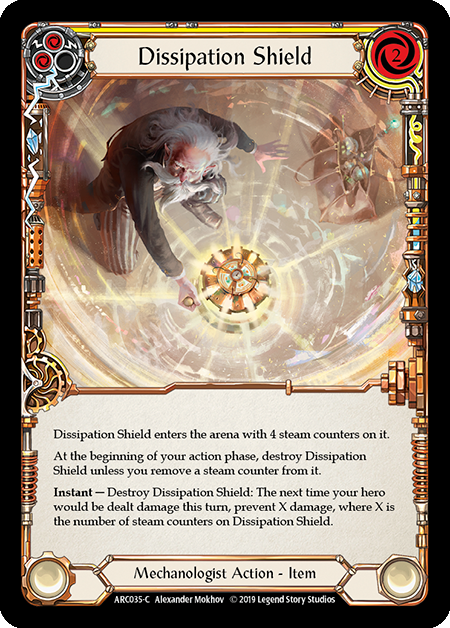 Dissipation Shield
2
Dissipation Shield enters the arena with 4 steam counters on it.
At the beginning of your action phase, destroy Dissipation
Shield unless you remove a steam counter from it.
Instant — Destroy Dissipation Shield: The next time your hero
would be dealt damage this turn, prevent X damage, where X is
the number of steam counters on Dissipation Shield.
Mechanologist Action - Item
ARC035-C Alexander Mokhov © 2019 Legend Story Studios